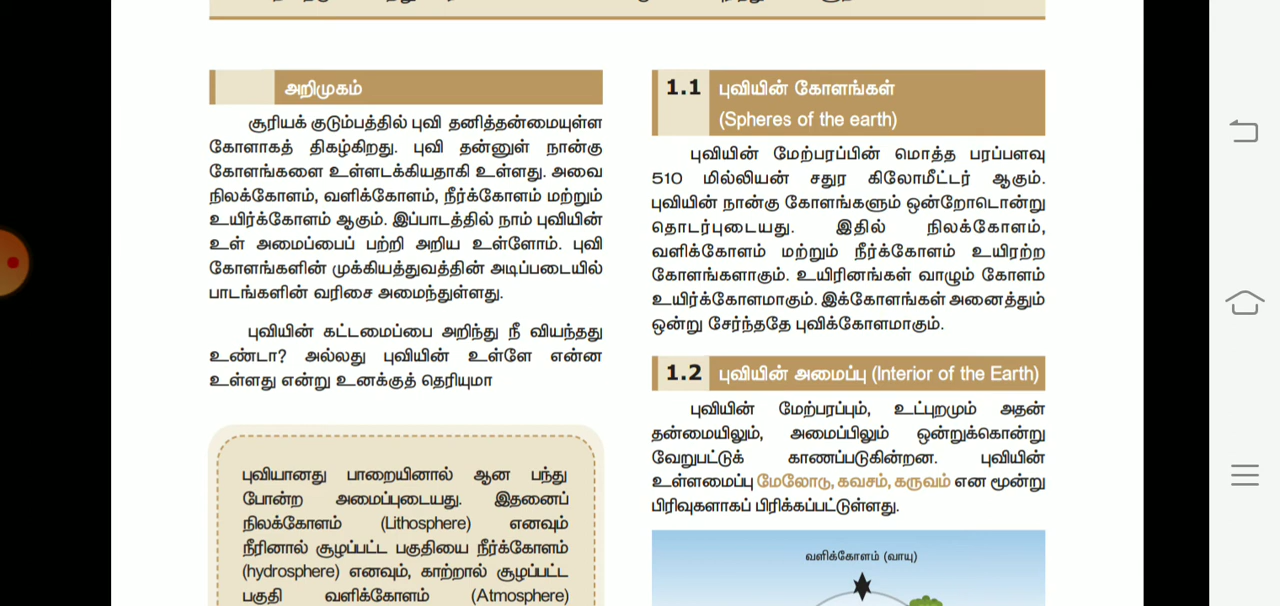 அறிமுகம்
சூரியக் குடும்பத்தில் புவி தனித்தன்மையுள்ள
கோளாகத் திகழ்கிறது. புவி தன்னுள் நான்கு
கோளங்களை உள்ளடக்கியதாகி உள்ளது. அவை
நிலக்கோளம், வளிக்கோளம், நீர்க்கோளம் மற்றும்
உயிர்க்கோளம் ஆகும். இப்பாடத்தில் நாம் புவியின்
உள் அமைப்பைப் பற்றி அறிய உள்ளோம். புவி
கோளங்களின் முக்கியத்துவத்தின் அடிப்படையில்
பாடங்களின் வரிசை அமைந்துள்ளது.
புவியின் கட்டமைப்பை அறிந்து நீ வியந்தது
உண்டா? அல்லது புவியின் உள்ளே என்ன
உள்ளது என்று உனக்குத் தெரியுமா
புவியானது பாறையினால் ஆன பந்து
போன்ற அமைப்புடையது. இதனைப்
நிலக்கோளம் (Lithosphere) எனவும்
நீரினால் சூழப்பட்ட பகுதியை நீர்க்கோளம்
(hydrosphere) எனவும், காற்றால் சூழப்பட்ட
பகுதி வளிக்கோளம் (Atmosphere)
1.1 புவியின் கோளங்கள்
(Spheres of the earth)
புவியின் மேற்பரப்பின் மொத்த பரப்பளவு
510 மில்லியன் சதுர கிலோமீட்டர் ஆகும்.
புவியின் நான்கு கோளங்களும் ஒன்றோடொன்று
தொடர்புடையது. இதில் நிலக்கோளம்,
வளிக்கோளம் மற்றும் நீர்க்கோளம் உயிரற்ற
கோளங்களாகும். உயிரினங்கள் வாழும் கோளம்
உயிர்க்கோளமாகும். இக்கோளங்கள் அனைத்தும்
ஒன்று சேர்ந்ததே புவிக்கோளமாகும்.
1.2 புவியின் அமைப்பு (Interior of the Earth)
புவியின் மேற்பரப்பும், உட்புறமும் அதன்
தன்மையிலும், அமைப்பிலும் ஒன்றுக்கொன்று
வேறுபட்டுக் காணப்படுகின்றன. புவியின்
உள்ளமைப்பு மேலோடு, கவசம், கருவம் என மூன்று
பிரிவுகளாகப் பிரிக்கப்பட்டுள்ளது.
வளிக்கோளம் (வாயு)